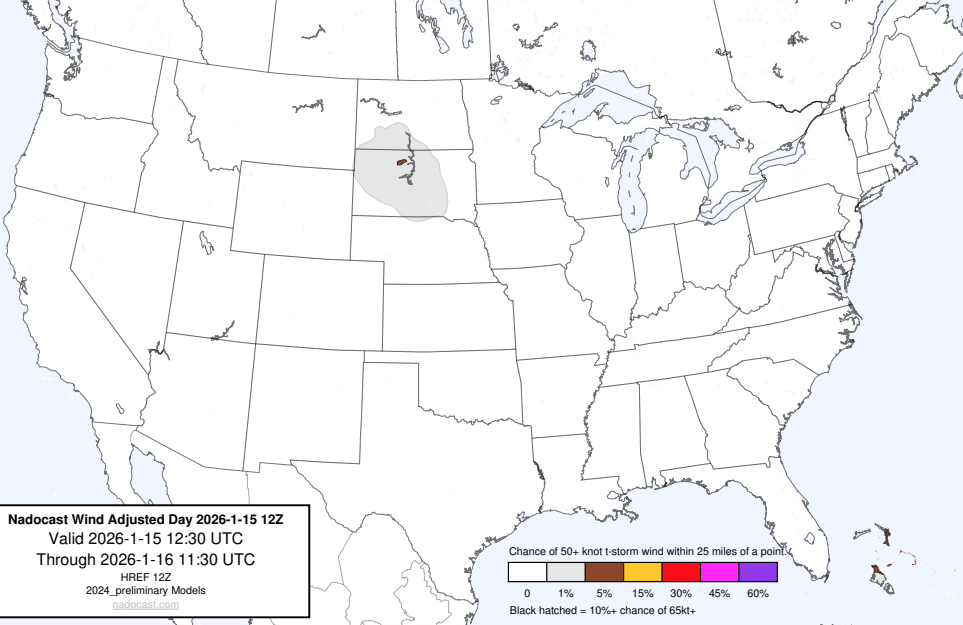 Nadocast Wind Adjusted Day 2026-1-15 12Z
Valid 2026-1-15 12:30 UTC
Through 2026-1-16 11:30 UTC
HREF 12Z
2024_preliminary Models
nadocast.com
Chance of 50+ knot t-storm wind within 25 miles of a point.
0 1% 5% 15% 30% 45% 60%
Black hatched = 10%+ chance of 65kt+